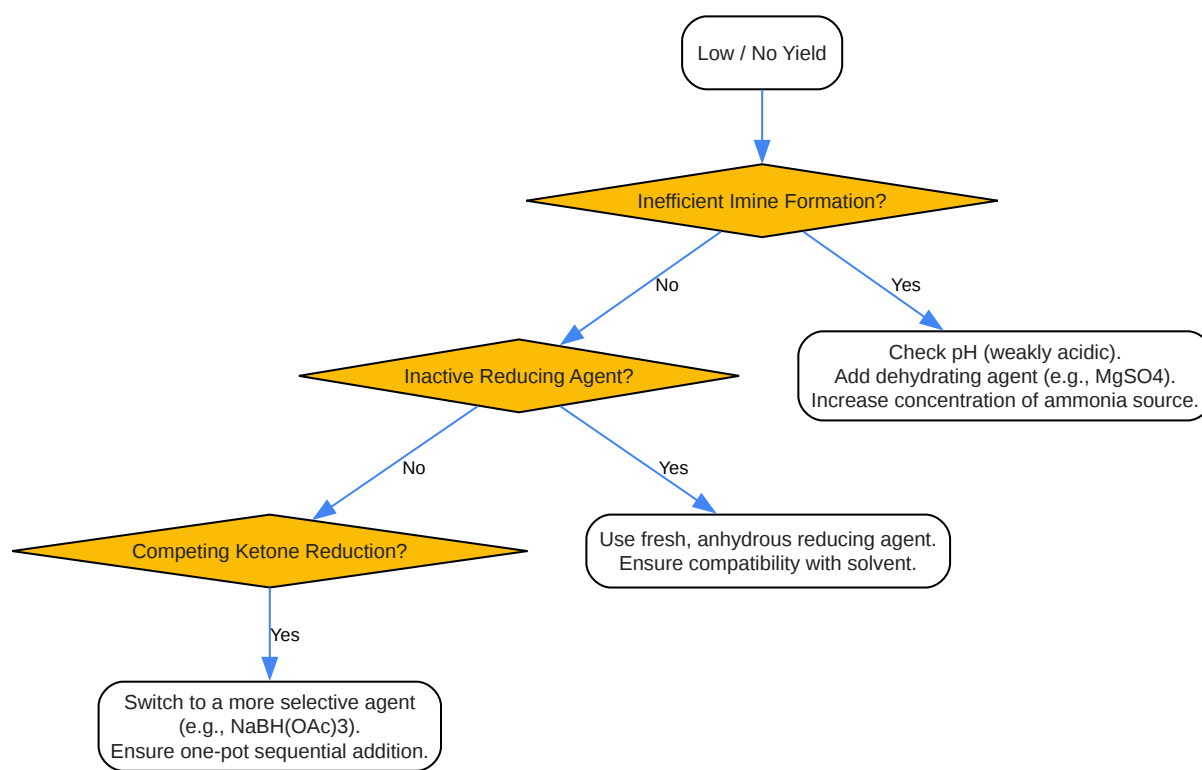 Low / No Yield
Inefficient Imine Formation?
No
Yes
Inactive Reducing Agent?
Check pH (weakly acidic).
Add dehydrating agent (e.g., MgSO4).
Increase concentration of ammonia source.
No
Yes
Competing Ketone Reduction?
Use fresh, anhydrous reducing agent.
Ensure compatibility with solvent.
Yes
Switch to a more selective agent
(e.g., NaBH(OAc)3).
Ensure one-pot sequential addition.